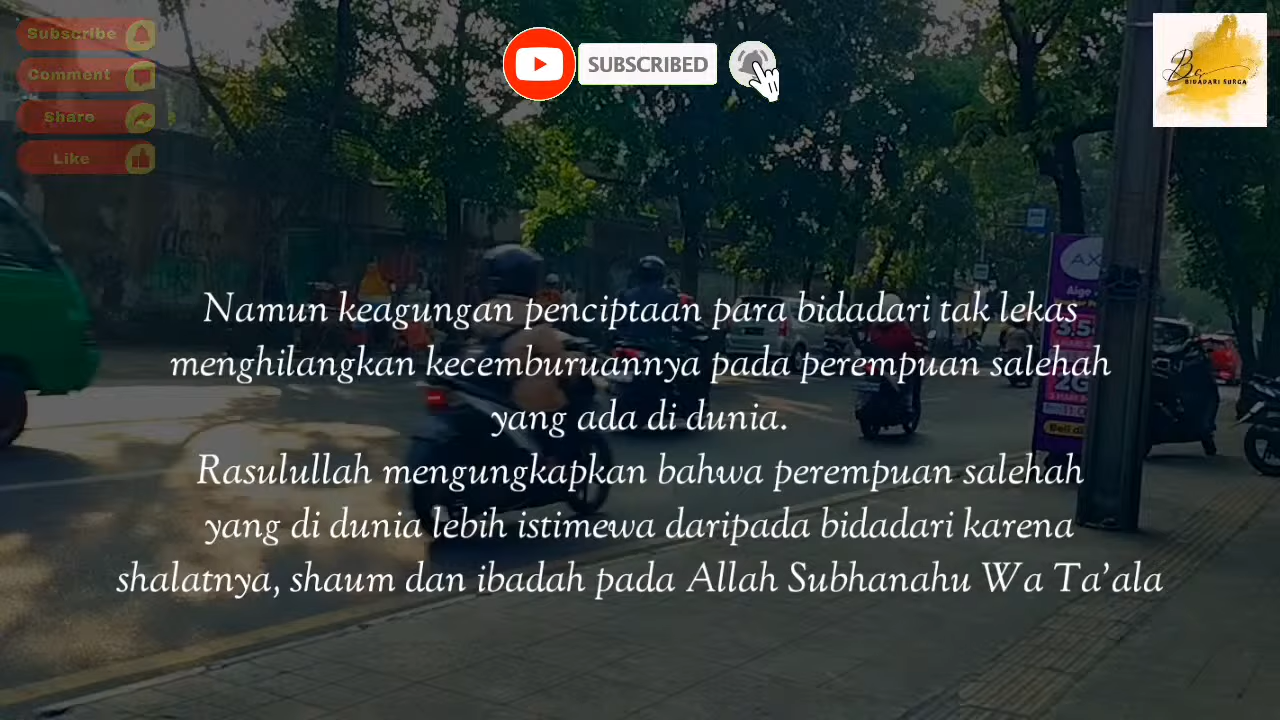 Subscribe
Comment
Share
Like
SUBSCRIBED
BIDADARI SURGA
Namun keagungan penciptaan para bidadari tak lekas
menghilangkan kecemburuannya pada perempuan salehah
yang ada di dunia.
Rasulullah mengungkapkan bahwa perempuan salehah
yang di dunia lebih istimewa daripada bidadari karena
shalatnya, shaum dan ibadah pada Allah Subhanahu Wa Ta'ala